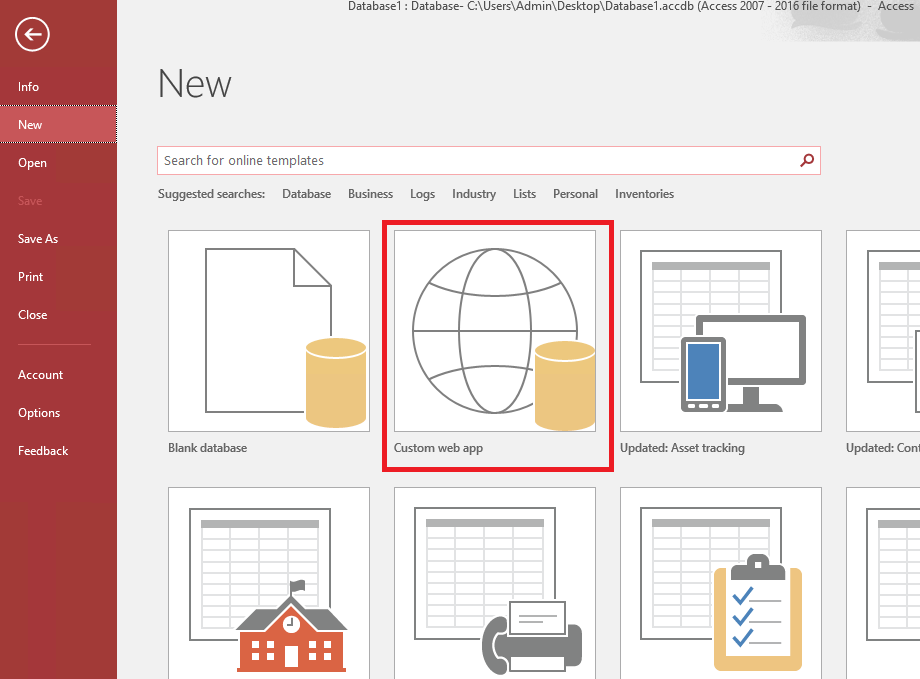 Database1 : Database- C:\Users\Admin\Desktop\Database1.accdb (Access 2007 - 2016 file format) - Access
Info
New
Open
Save
Save As
Print
Close
Account
Options
Feedback
New
Search for online templates
Suggested searches: Database Business Logs Industry Lists Personal Inventories
Blank database
Custom web app
Updated: Asset tracking
Updated: Cont